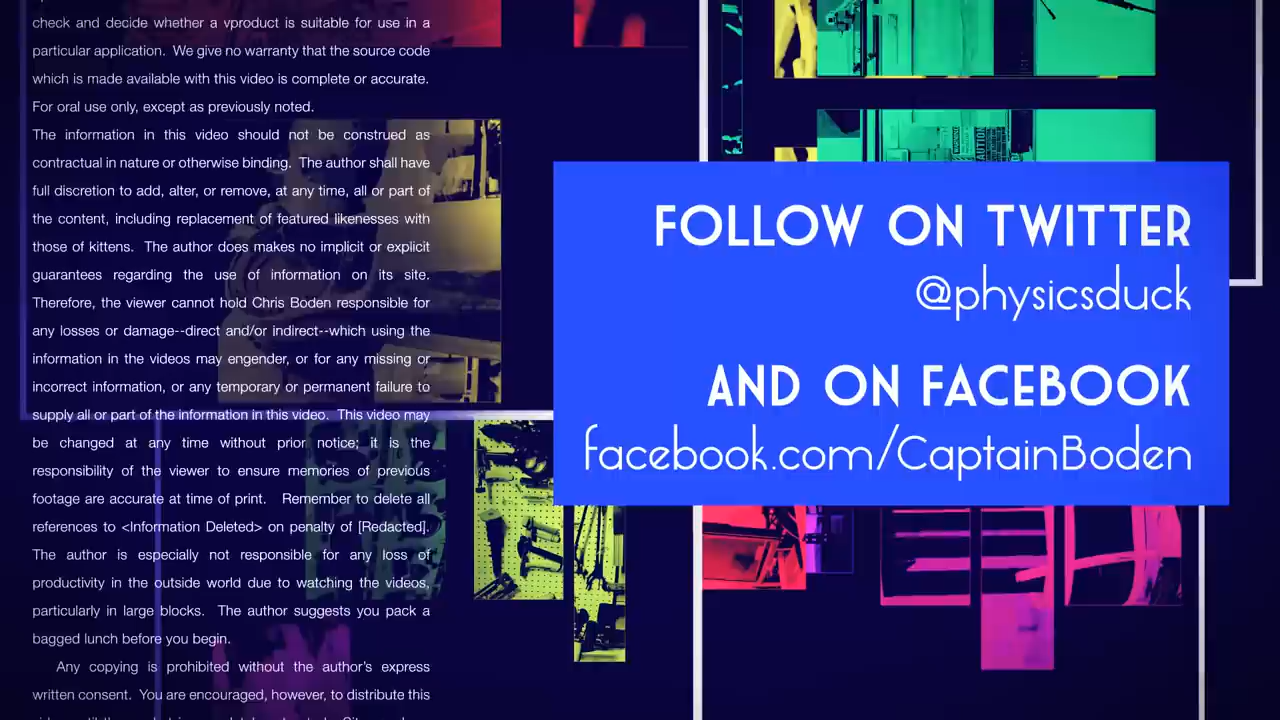 check and decide whether a vproduct is suitable for use in a
particular application. We give no warranty that the source code
which is made available with this video is complete or accurate.
For oral use only, except as previously noted.
The information in this video should not be construed as
contractual in nature or otherwise binding. The author shall have
full discretion to add, alter, or remove, at any time, all or part of
the content, including replacement of featured likenesses with
those of kittens. The author does makes no implicit or explicit
guarantees regarding the use of information on its site.
Therefore, the viewer cannot hold Chris Boden responsible for
any losses or damage--direct and/or indirect--which using the
information in the videos may engender, or for any missing or
incorrect information, or any temporary or permanent failure to
supply all or part of the information in this video. This video may
be changed at any time without prior notice; it is the
responsibility of the viewer to ensure memories of previous
footage are accurate at time of print. Remember to delete all
references to <Information Deleted> on penalty of [Redacted].
The author is especially not responsible for any loss of
productivity in the outside world due to watching the videos,
particularly in large blocks. The author suggests you pack a
bagged lunch before you begin.
Any copying is prohibited without the author's express
written consent. You are encouraged, however, to distribute this
CAUTION
FOLLOW ON TWITTER
@physicsduck
AND ON FACEBOOK
facebook.com/CaptainBoden